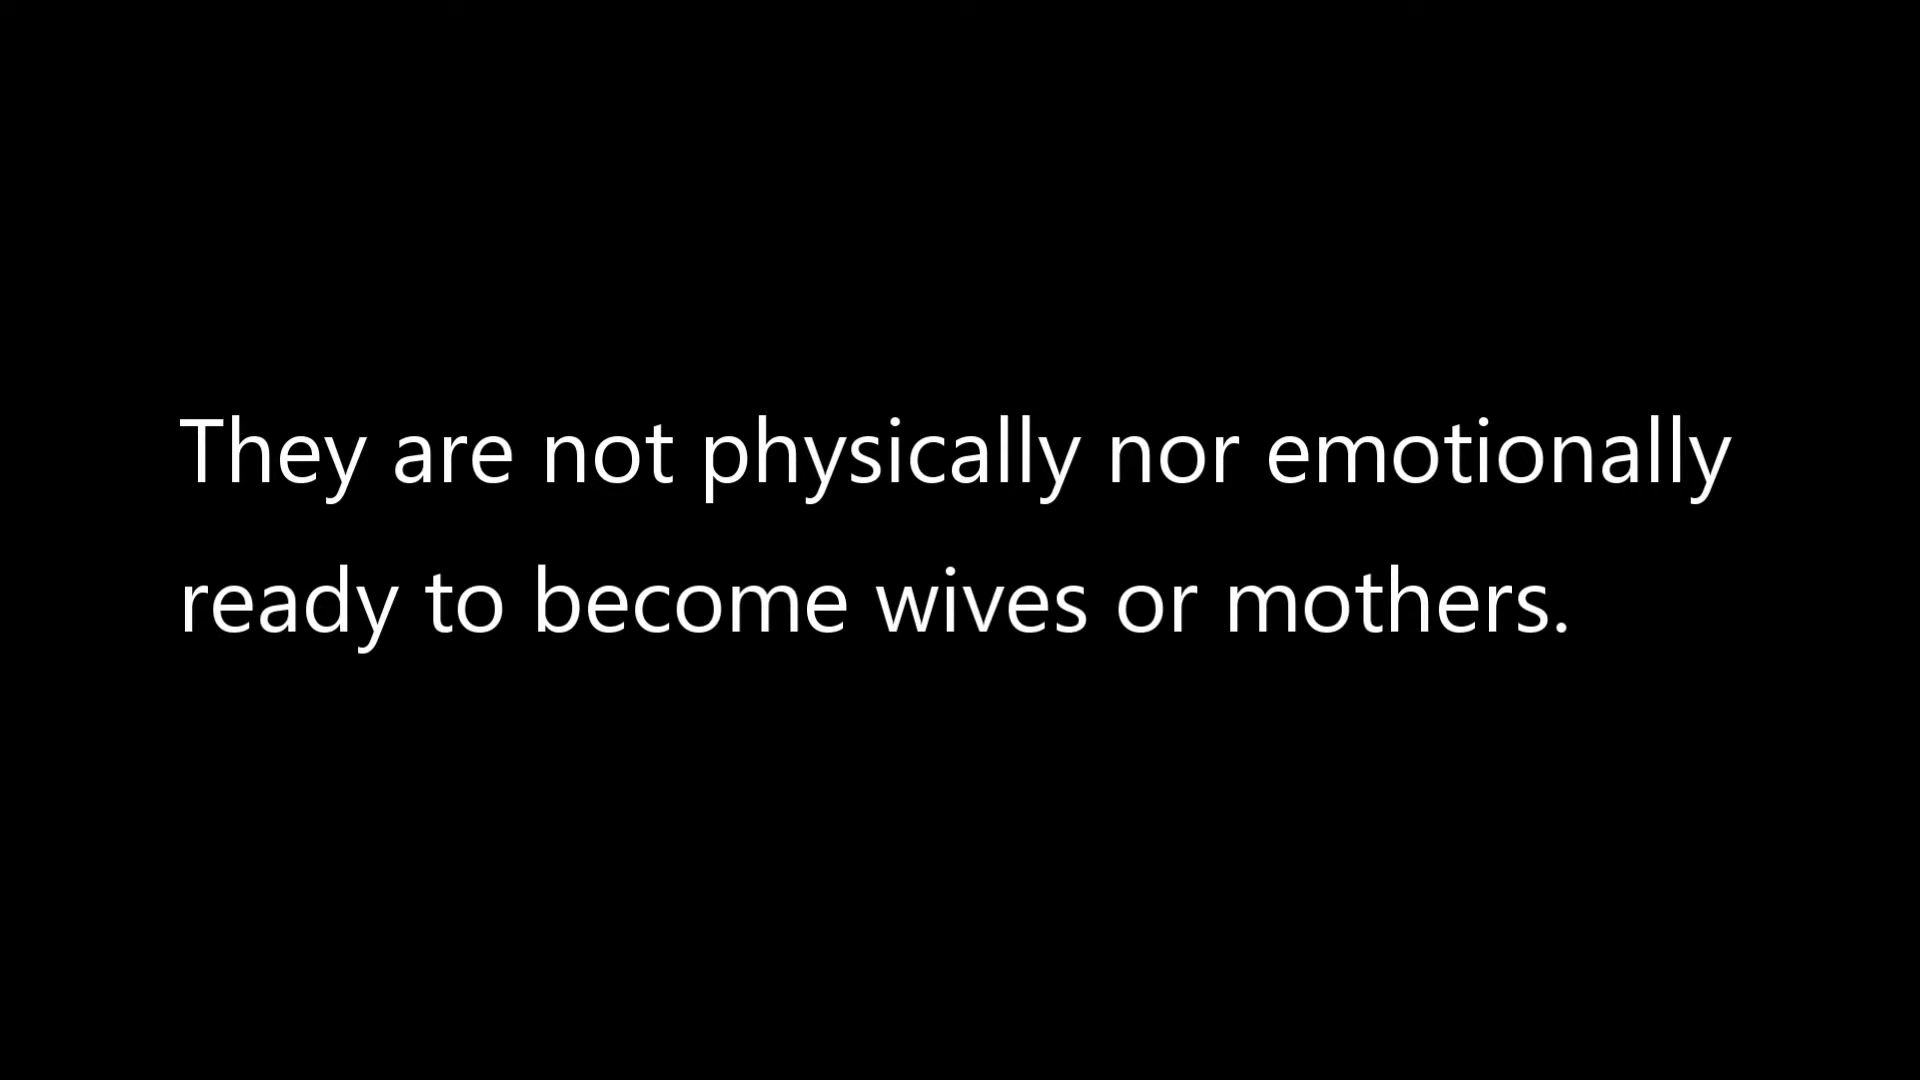 They are not physically nor emotionally
ready to become wives or mothers.